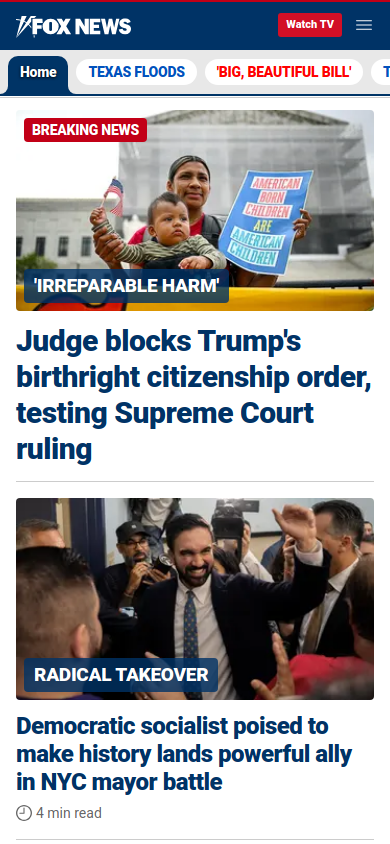 FOX NEWS
Watch TV
Home
TEXAS FLOODS
'BIG, BEAUTIFUL BILL'
BREAKING NEWS
AMERICAN
BORN
CHILDREN
ARE
AMERICAN
CHILDREN
'IRREPARABLE HARM'
Judge blocks Trump's
birthright citizenship order,
testing Supreme Court
ruling
RADICAL TAKEOVER
Democratic socialist poised to
make history lands powerful ally
in NYC mayor battle
4 min read